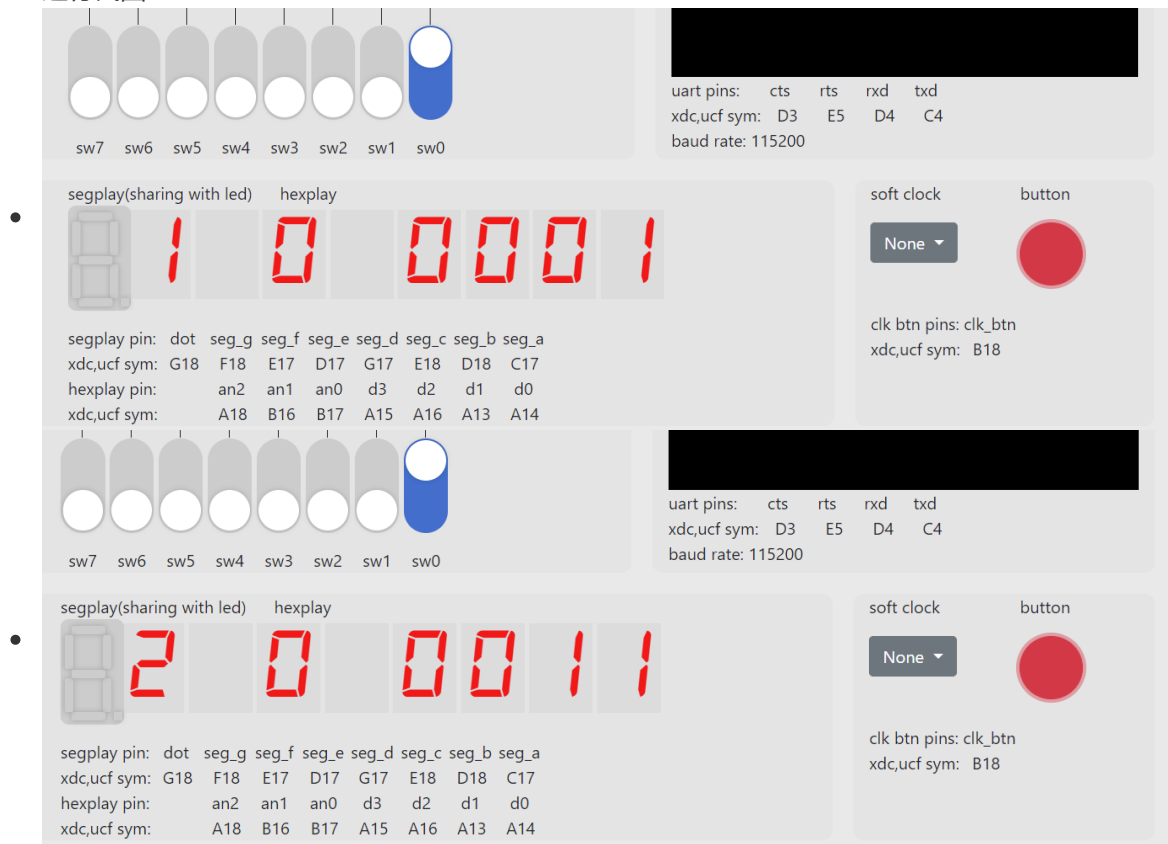 sw7 sw6 sw5 sw4 sw3 sw2 sw1 sw0
uart pins: cts rts rxd txd
xdc,ucf sym: D3 E5 D4 C4
baud rate: 115200
segplay(sharing with led) hexplay
1 0 0 0 0 1
segplay pin: dot seg_g seg_f seg_e seg_d seg_c seg_b seg_a
xdc,ucf sym: G18 F18 E17 D17 G17 E18 D18 C17
hexplay pin: an2 an1 an0 d3 d2 d1 d0
xdc,ucf sym: A18 B16 B17 A15 A16 A13 A14
soft clock button
None
clk btn pins: clk_btn
xdc,ucf sym: B18
sw7 sw6 sw5 sw4 sw3 sw2 sw1 sw0
uart pins: cts rts rxd txd
xdc,ucf sym: D3 E5 D4 C4
baud rate: 115200
segplay(sharing with led) hexplay
2 0 0 0 1 1
segplay pin: dot seg_g seg_f seg_e seg_d seg_c seg_b seg_a
xdc,ucf sym: G18 F18 E17 D17 G17 E18 D18 C17
hexplay pin: an2 an1 an0 d3 d2 d1 d0
xdc,ucf sym: A18 B16 B17 A15 A16 A13 A14
soft clock button
None
clk btn pins: clk_btn
xdc,ucf sym: B18